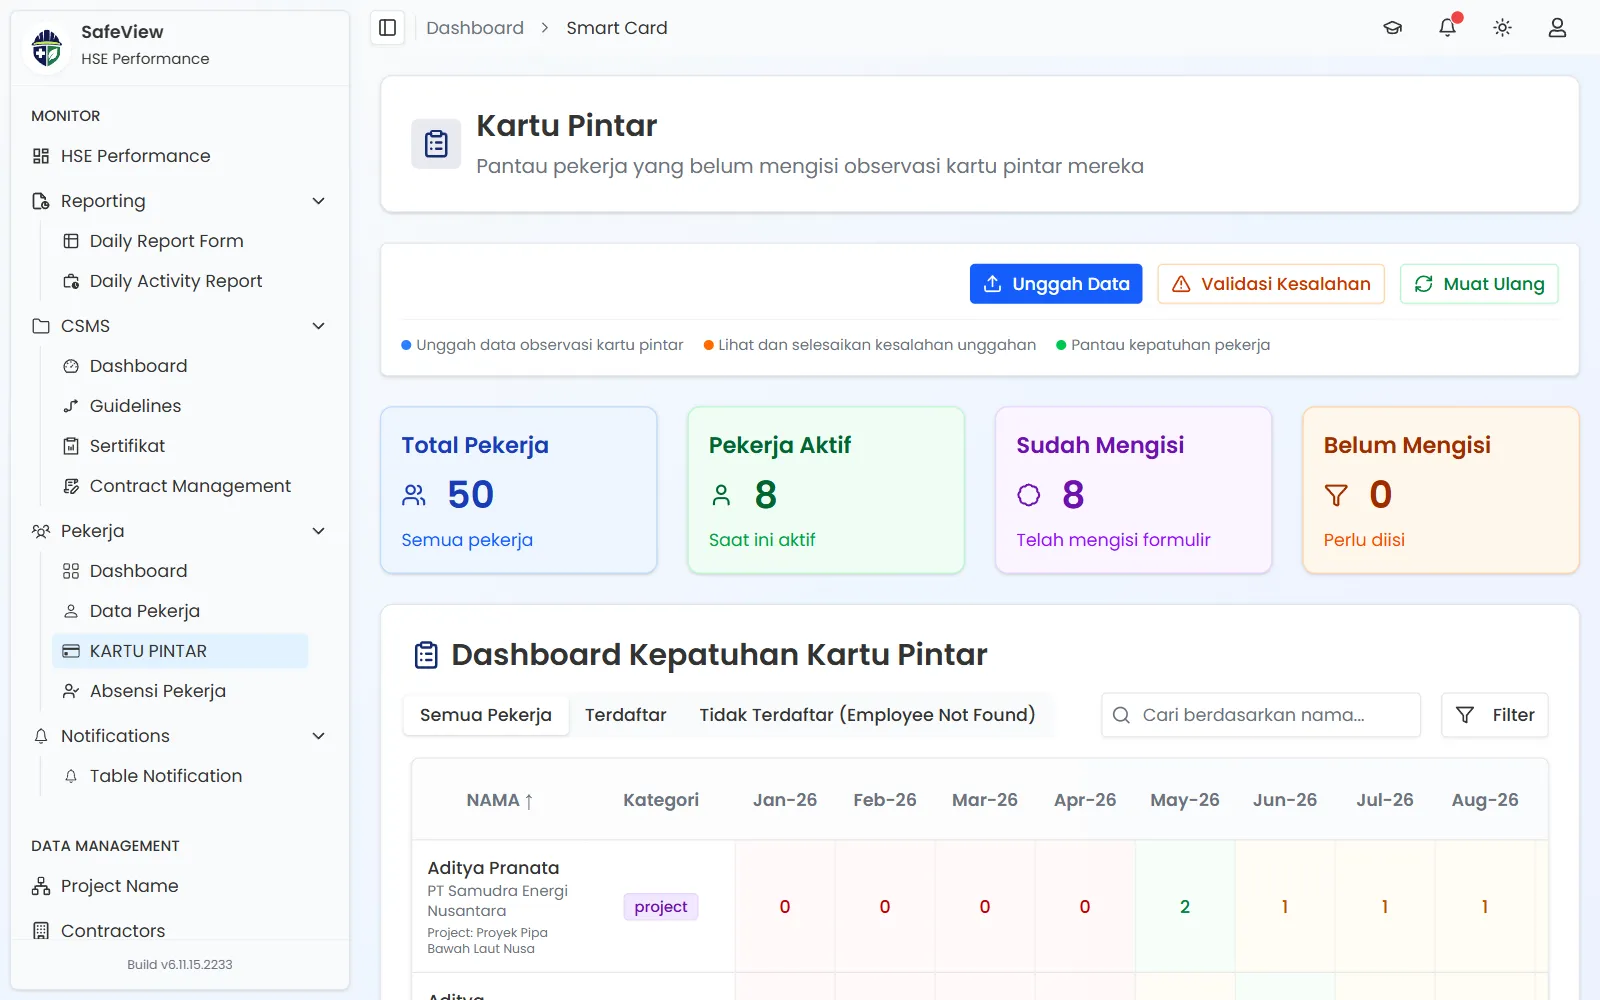 SafeView
HSE Performance
MONITOR
HSE Performance
Reporting
Daily Report Form
Daily Activity Report
CSMS
Dashboard
Guidelines
Sertifikat
Contract Management
Pekerja
Dashboard
Data Pekerja
KARTU PINTAR
Absensi Pekerja
Notifications
Table Notification
DATA MANAGEMENT
Project Name
Contractors
Build v6.11.15.2233
Dashboard
Smart Card
Kartu Pintar
Pantau pekerja yang belum mengisi observasi kartu pintar mereka
Unggah Data
Validasi Kesalahan
Muat Ulang
Unggah data observasi kartu pintar
Lihat dan selesaikan kesalahan unggahan
Pantau kepatuhan pekerja
Total Pekerja
50
Semua pekerja
Pekerja Aktif
8
Saat ini aktif
Sudah Mengisi
8
Telah mengisi formulir
Belum Mengisi
0
Perlu diisi
Dashboard Kepatuhan Kartu Pintar
Semua Pekerja
Terdaftar
Tidak Terdaftar (Employee Not Found)
Cari berdasarkan nama...
Filter
NAMA ↑ Kategori Jan-26 Feb-26 Mar-26 Apr-26 May-26 Jun-26 Jul-26 Aug-26
Aditya Pranata
PT Samudra Energi
Nusantara
Project: Proyek Pipa
Bawah Laut Nusa
project
0 0 0 0 2 1 1 1
Aditya